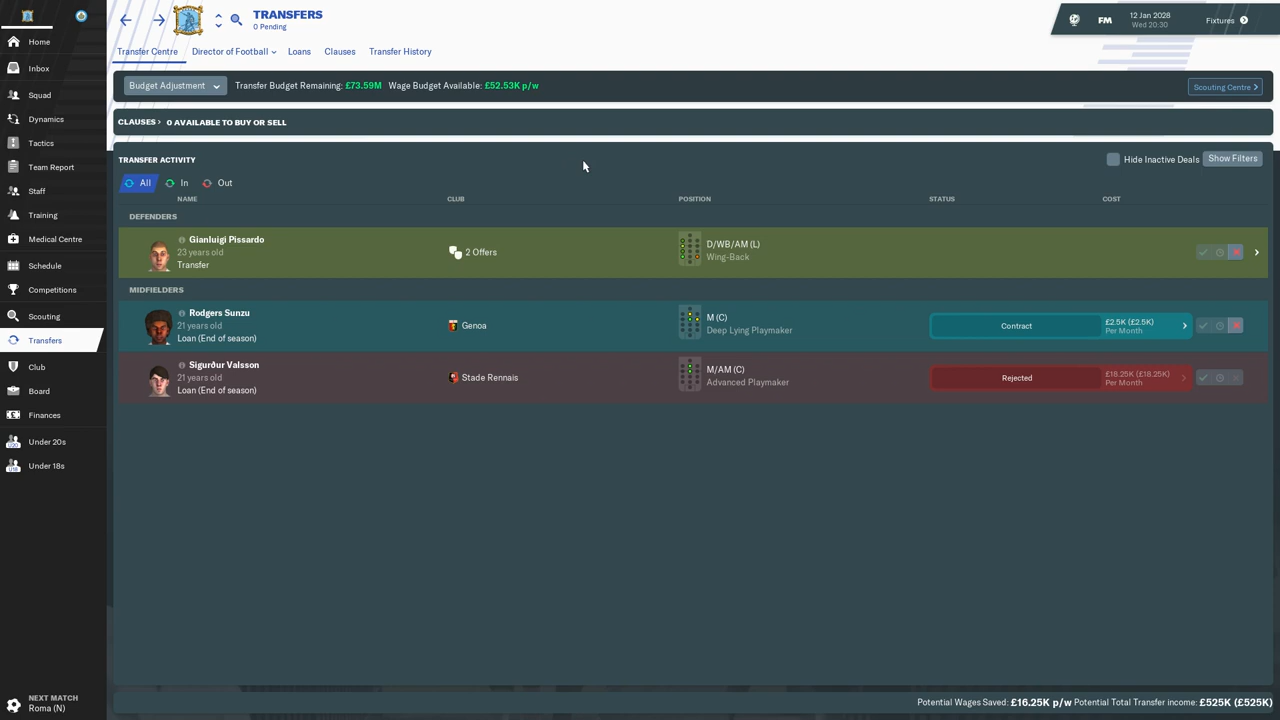 TRANSFERS
0 Pending
12 Jan 2028
Wed 20:30
FM
Fixtures
Home
Inbox
Squad
Dynamics
Tactics
Team Report
Staff
Training
Medical Centre
Schedule
Competitions
Scouting
Transfers
Club
Board
Finances
Under 20s
Under 18s
NEXT MATCH
Roma (N)
Transfer Centre Director of Football Loans Clauses Transfer History
Budget Adjustment Transfer Budget Remaining: £73.59M Wage Budget Available: £52.53K p/w Scouting Centre
CLAUSES 0 AVAILABLE TO BUY OR SELL
TRANSFER ACTIVITY Hide Inactive Deals Show Filters
All In Out
NAME CLUB POSITION STATUS COST
DEFENDERS
Gianluigi Pissardo
23 years old
Transfer
2 Offers
D/WB/AM (L)
Wing-Back
MIDFIELDERS
Rodgers Sunzu
21 years old
Loan (End of season)
Genoa
M (C)
Deep Lying Playmaker
Contract
£2.5K (£2.5K)
Per Month
Sigurður Valsson
21 years old
Loan (End of season)
Stade Rennais
M/AM (C)
Advanced Playmaker
Rejected
£18.25K (£18.25K)
Per Month
Potential Wages Saved: £16.25K p/w Potential Total Transfer income: £525K (£525K)